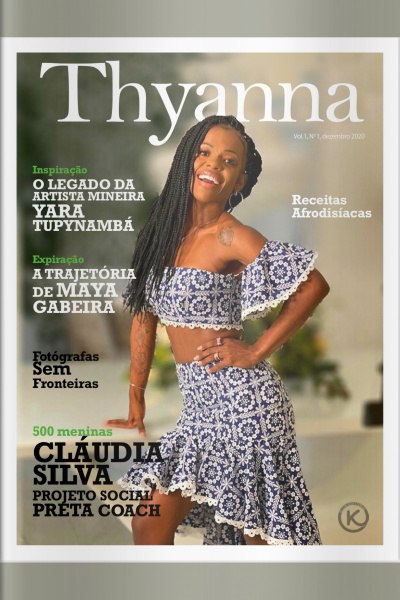 Thyanna
Vol.1, Nº 1, dezembro 2020
Inspiração
O LEGADO DA
ARTISTA MINEIRA
YARA
TUPYNAMBÁ
Receitas
Afrodisíacas
Expiração
A TRAJETÓRIA
DE MAYA
GABEIRA
Fotógrafas
Sem
Fronteiras
500 meninas
CLÁUDIA
SILVA
PROJETO SOCIAL
PRETA COACH
K